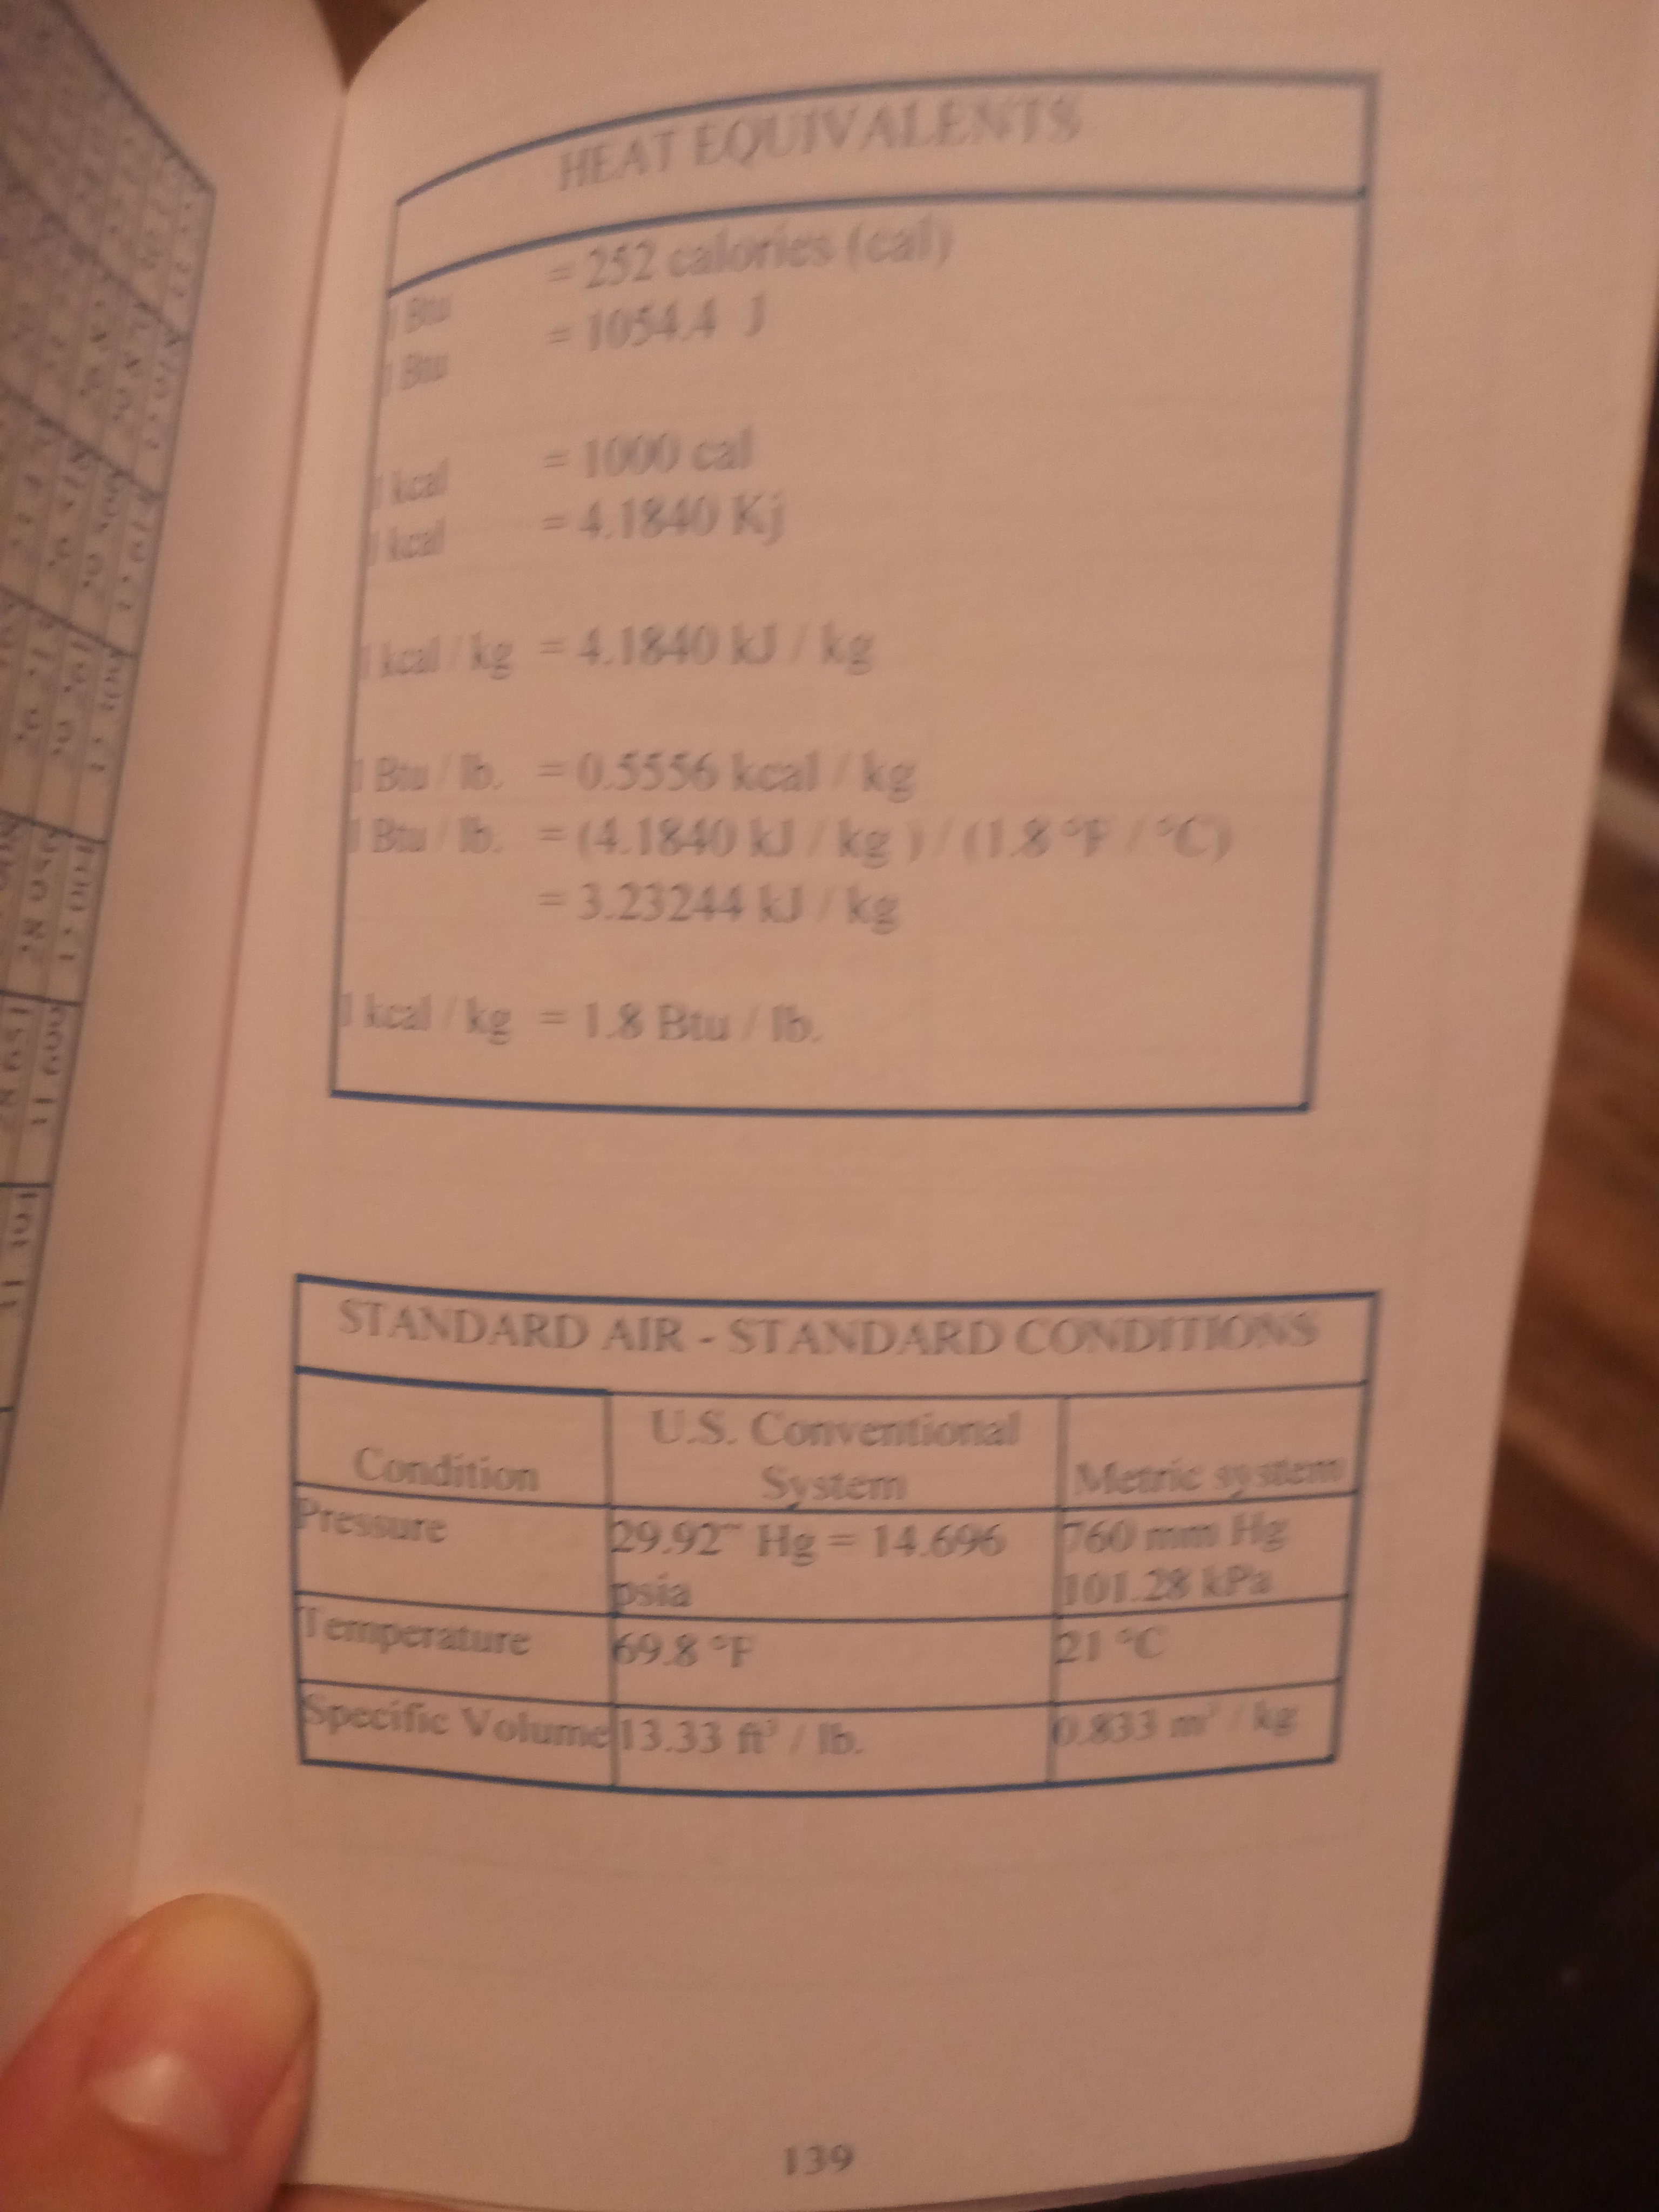 HEAT EQUIVALENTS
1 Btu = 252 calories (cal)
1 Btu = 1054.4 J
1 kcal = 1000 cal
1 kcal = 4.1840 Kj
1 kcal / kg = 4.1840 kJ / kg
1 Btu / lb. = 0.5556 kcal / kg
1 Btu / lb. = (4.1840 kJ / kg ) / (1.8 °F / °C)
= 3.23244 kJ / kg
1 kcal / kg = 1.8 Btu / lb.
STANDARD AIR - STANDARD CONDITIONS
Condition U.S. Conventional System Metric system
Pressure 29.92" Hg = 14.696 psia 760 mm Hg 101.28 kPa
Temperature 69.8 °F 21 °C
Specific Volume 13.33 ft³ / lb. 0.833 m³ / kg
139